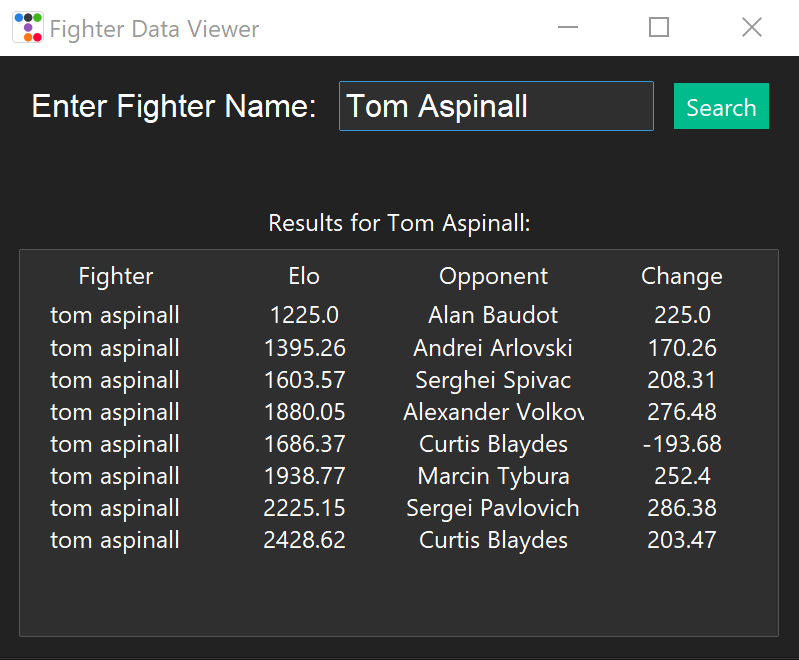 Fighter Data Viewer
Enter Fighter Name: Tom Aspinall Search
Results for Tom Aspinall:
Fighter Elo Opponent Change
tom aspinall 1225.0 Alan Baudot 225.0
tom aspinall 1395.26 Andrei Arlovski 170.26
tom aspinall 1603.57 Serghei Spivac 208.31
tom aspinall 1880.05 Alexander Volkov 276.48
tom aspinall 1686.37 Curtis Blaydes -193.68
tom aspinall 1938.77 Marcin Tybura 252.4
tom aspinall 2225.15 Sergei Pavlovich 286.38
tom aspinall 2428.62 Curtis Blaydes 203.47